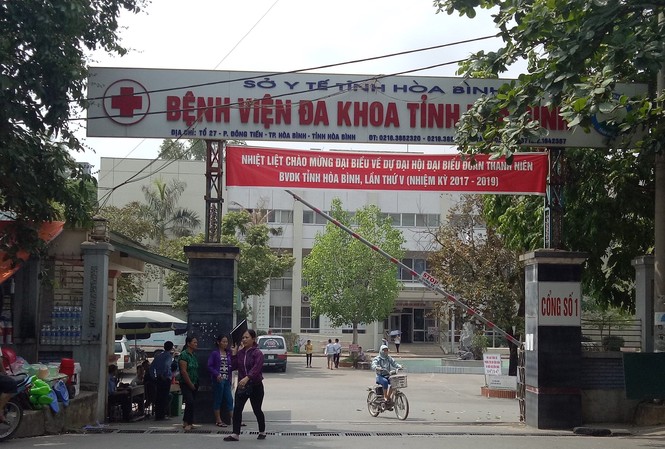 SỞ Y TẾ TỈNH HÒA BÌNH
BỆNH VIỆN ĐA KHOA TỈNH
ĐỊA CHỈ: TỔ 27 - P. ĐỒNG TIẾN - TP. HÒA BÌNH - TỈNH HÒA BÌNH
NHIỆT LIỆT CHÀO MỪNG ĐẠI BIỂU VỀ DỰ ĐẠI HỘI ĐẠI BIỂU ĐOÀN THANH NIÊN
BVĐK TỈNH HÒA BÌNH, LẦN THỨ V (NHIỆM KỲ 2017 - 2019)
CỔNG SỐ 1